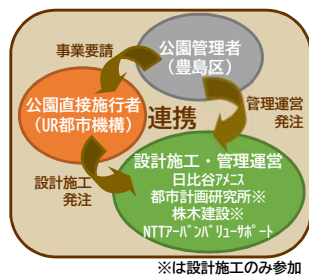 事業要請
公園管理者
（豊島区）
公園直接施行者
（UR都市機構）
連携
管理運営
発注
設計施工
発注
設計施工・管理運営
日比谷ｱﾒﾆｽ
都市計画研究所※
株木建設※
NTTｱｰﾊﾞﾝﾊﾞﾘｭｰｻﾎﾟｰﾄ
※は設計施工のみ参加